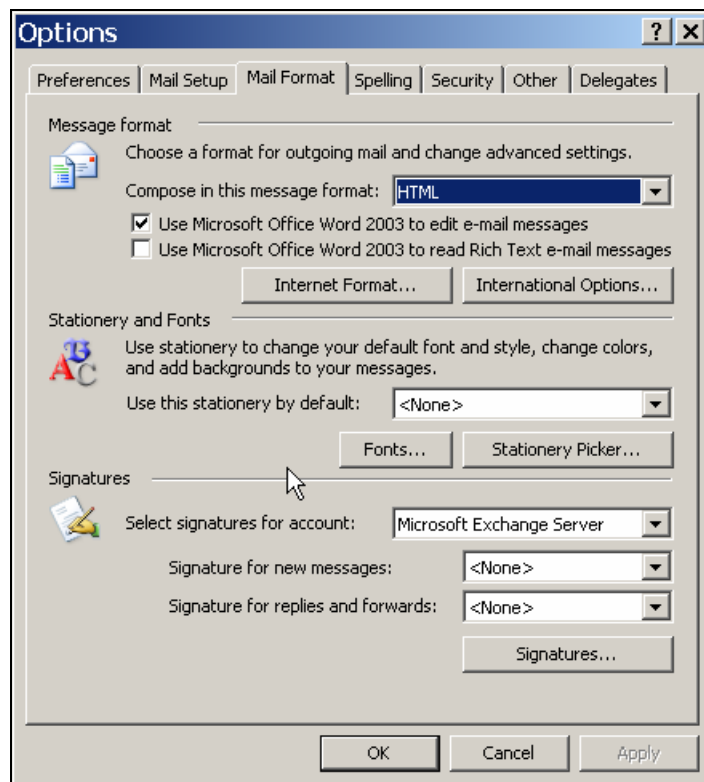 Options
Preferences Mail Setup Mail Format Spelling Security Other Delegates
Message format
Choose a format for outgoing mail and change advanced settings.
Compose in this message format: HTML
Use Microsoft Office Word 2003 to edit e-mail messages
Use Microsoft Office Word 2003 to read Rich Text e-mail messages
Internet Format... International Options...
Stationery and Fonts
Use stationery to change your default font and style, change colors,
and add backgrounds to your messages.
Use this stationery by default: <None>
Fonts... Stationery Picker...
Signatures
Select signatures for account: Microsoft Exchange Server
Signature for new messages: <None>
Signature for replies and forwards: <None>
Signatures...
OK Cancel Apply